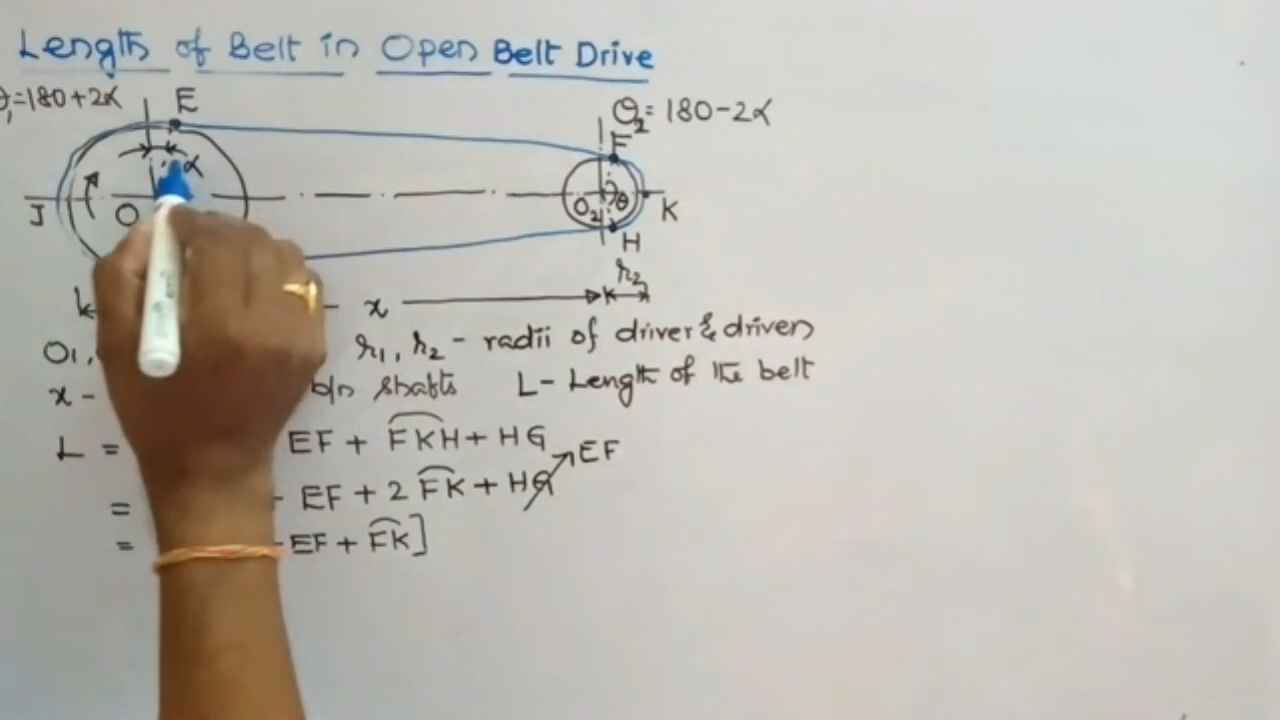 Length of Belt in Open Belt Drive
θ₁=180+2α E θ₂= 180-2α
F
α
J O O₂ θ K
H
r₂
x
O₁, r₁, r₂ - radii of driver & driven
x - b/n shafts L- Length of the belt
L = EF + FKH + HG EF
= EF + 2 FK + HG
= EF + FK]